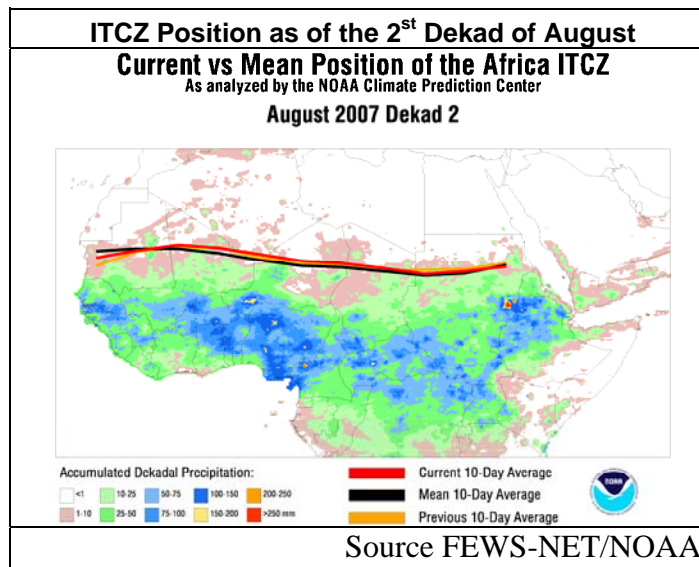 ITCZ Position as of the 2st Dekad of August
Current vs Mean Position of the Africa ITCZ
As analyzed by the NOAA Climate Prediction Center
August 2007 Dekad 2
Accumulated Dekadal Precipitation:
<1 10-25 50-75 100-150 200-250
1-10 25-50 75-100 150-200 >250 mm
Current 10-Day Average
Mean 10-Day Average
Previous 10-Day Average
NOAA
Source FEWS-NET/NOAA